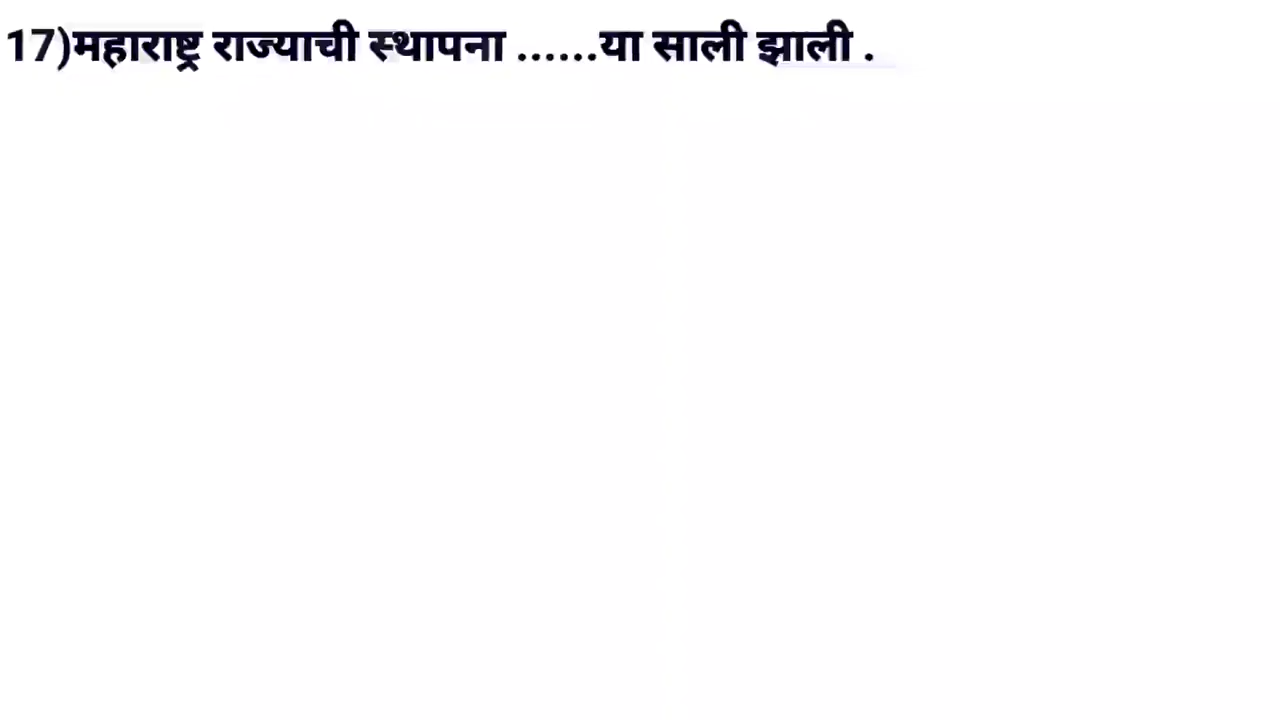 17)महाराष्ट्र राज्याची स्थापना ......या साली झाली .